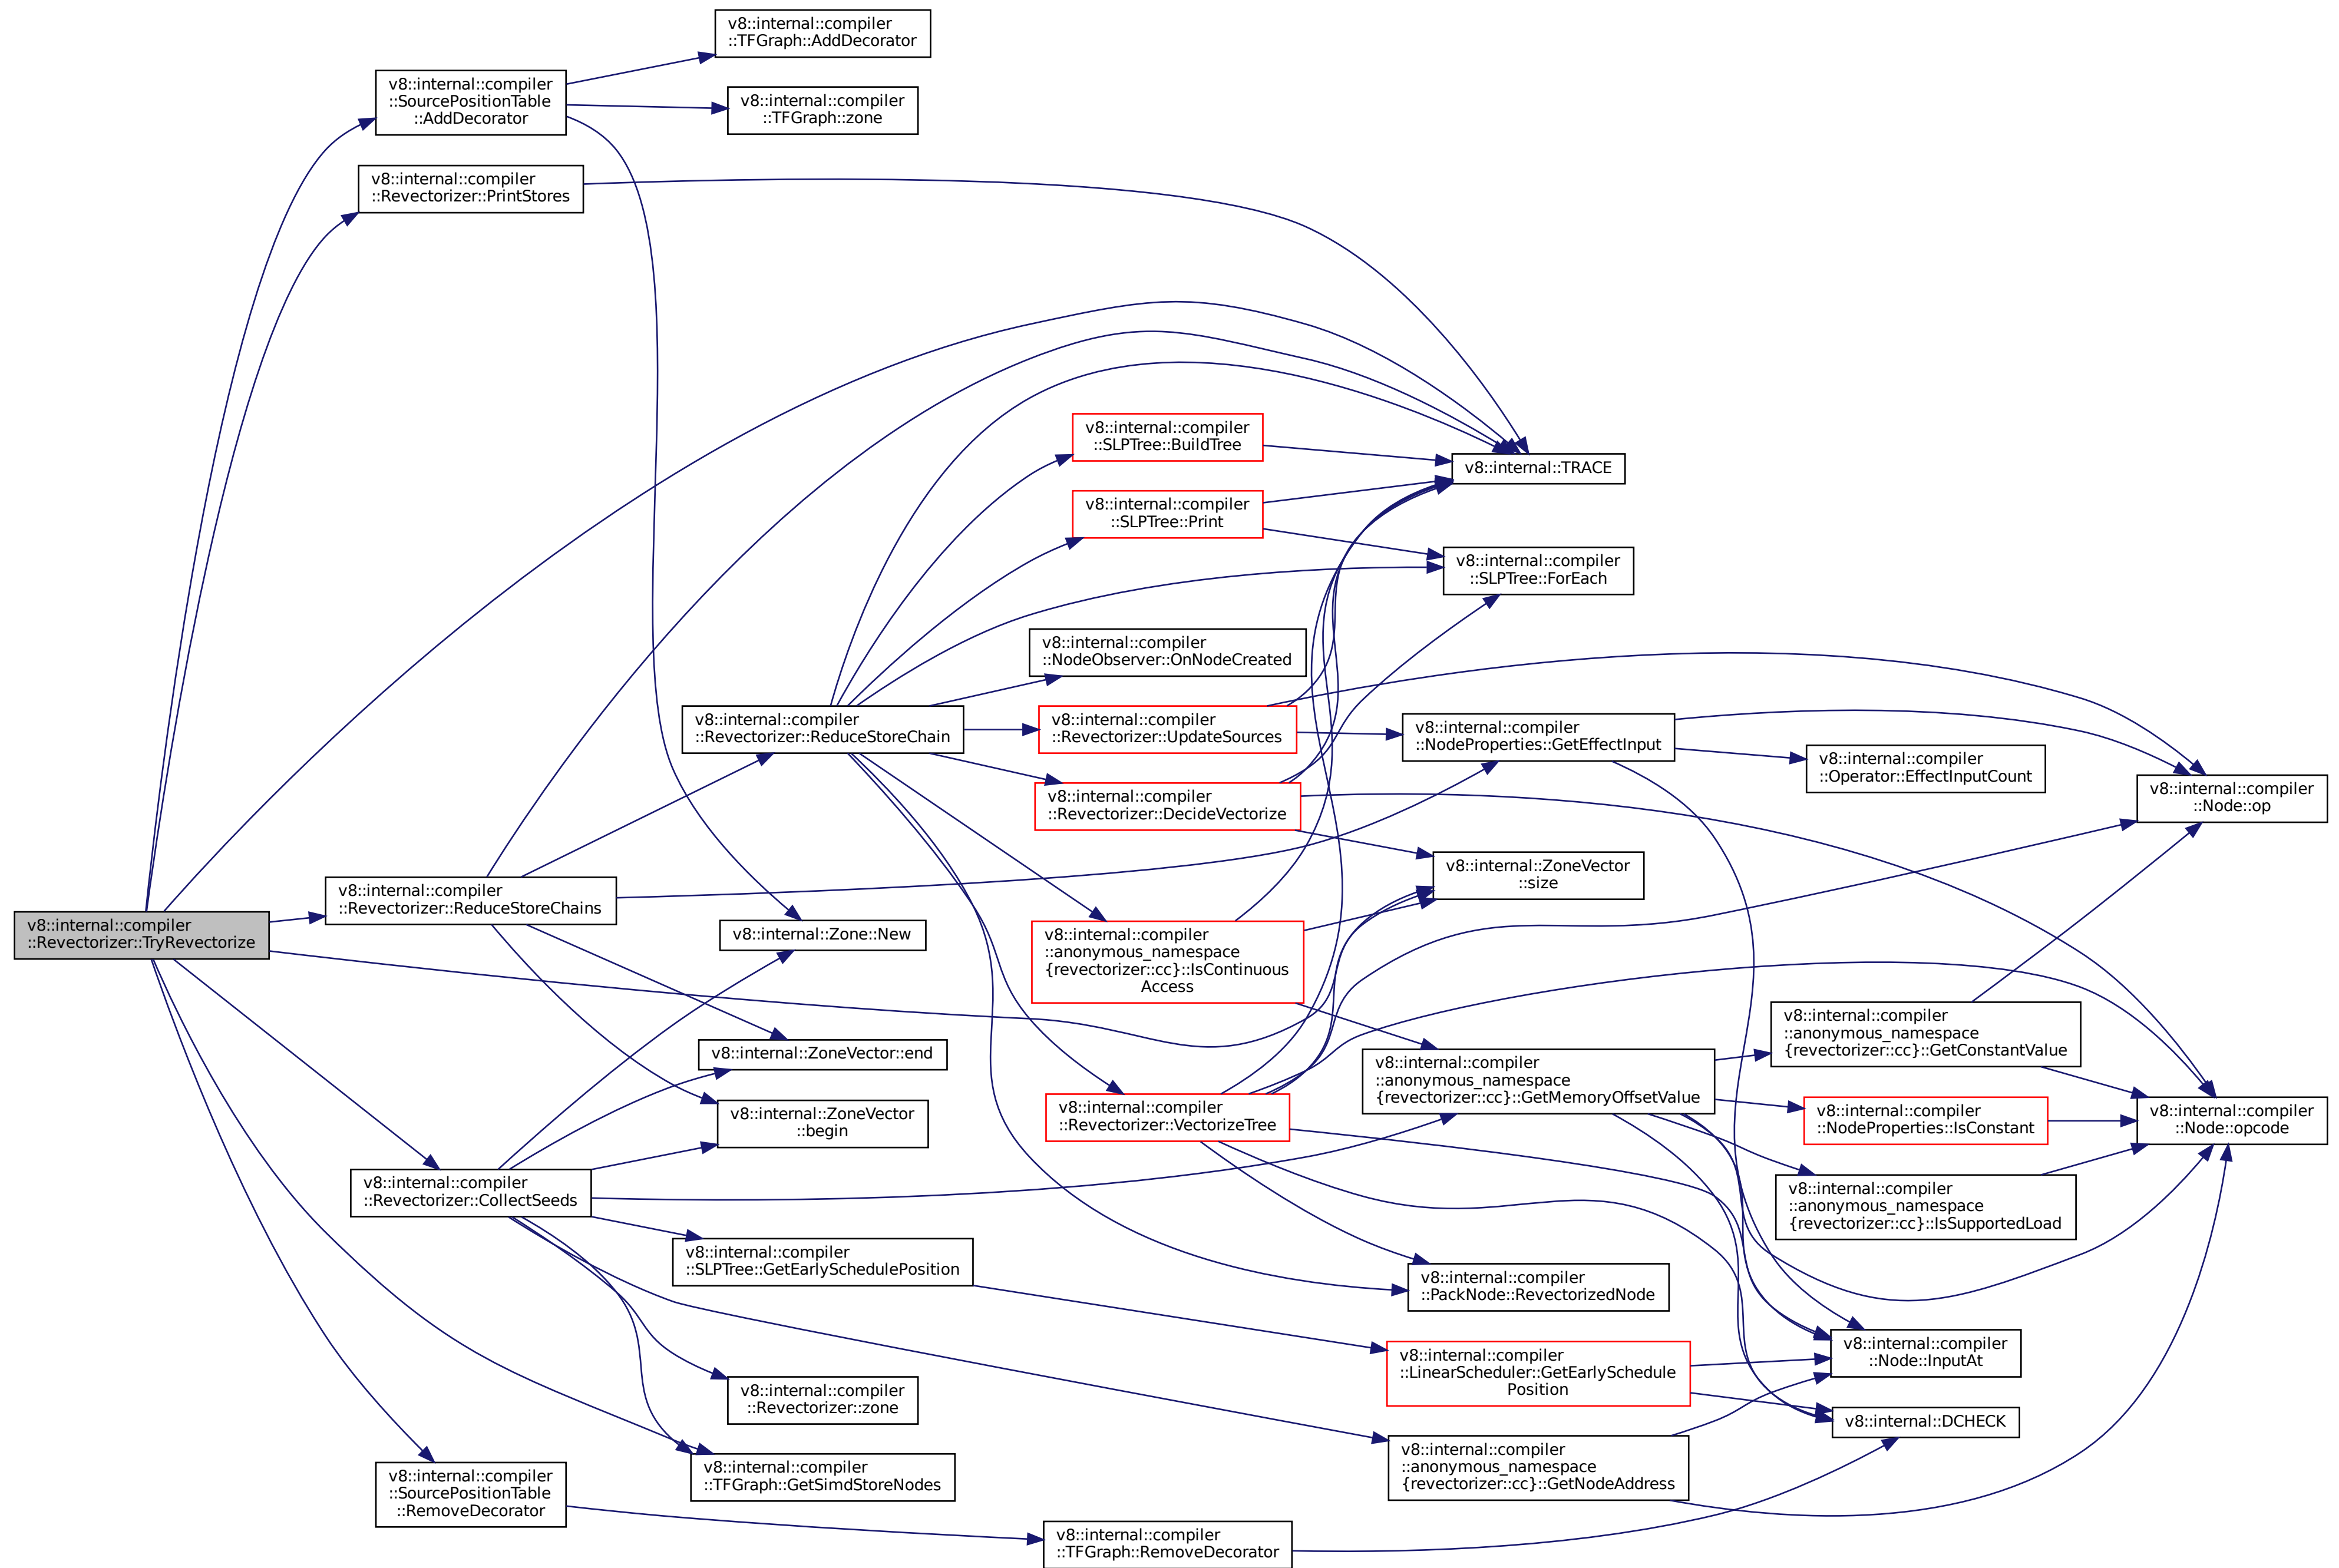 v8::internal::compiler
::TFGraph::AddDecorator
v8::internal::compiler
::SourcePositionTable
::AddDecorator
v8::internal::compiler
::TFGraph::zone
v8::internal::compiler
::Revectorizer::PrintStores
v8::internal::compiler
::SLPTree::BuildTree
v8::internal::TRACE
v8::internal::compiler
::SLPTree::Print
v8::internal::compiler
::SLPTree::ForEach
v8::internal::compiler
::NodeObserver::OnNodeCreated
v8::internal::compiler
::Revectorizer::ReduceStoreChain
v8::internal::compiler
::Revectorizer::UpdateSources
v8::internal::compiler
::NodeProperties::GetEffectInput
v8::internal::compiler
::Operator::EffectInputCount
v8::internal::compiler
::Node::op
v8::internal::compiler
::Revectorizer::DecideVectorize
v8::internal::ZoneVector
::size
v8::internal::compiler
::Revectorizer::ReduceStoreChains
v8::internal::compiler
::Revectorizer::TryRevectorize
v8::internal::Zone::New
v8::internal::compiler
::anonymous_namespace
{revectorizer::cc}::IsContinuous
Access
v8::internal::compiler
::anonymous_namespace
{revectorizer::cc}::GetConstantValue
v8::internal::ZoneVector::end
v8::internal::compiler
::anonymous_namespace
{revectorizer::cc}::GetMemoryOffsetValue
v8::internal::ZoneVector
::begin
v8::internal::compiler
::Revectorizer::VectorizeTree
v8::internal::compiler
::NodeProperties::IsConstant
v8::internal::compiler
::Node::opcode
v8::internal::compiler
::Revectorizer::CollectSeeds
v8::internal::compiler
::anonymous_namespace
{revectorizer::cc}::IsSupportedLoad
v8::internal::compiler
::SLPTree::GetEarlySchedulePosition
v8::internal::compiler
::PackNode::RevectorizedNode
v8::internal::compiler
::LinearScheduler::GetEarlySchedule
Position
v8::internal::compiler
::Node::InputAt
v8::internal::compiler
::Revectorizer::zone
v8::internal::DCHECK
v8::internal::compiler
::anonymous_namespace
{revectorizer::cc}::GetNodeAddress
v8::internal::compiler
::TFGraph::GetSimdStoreNodes
v8::internal::compiler
::SourcePositionTable
::RemoveDecorator
v8::internal::compiler
::TFGraph::RemoveDecorator